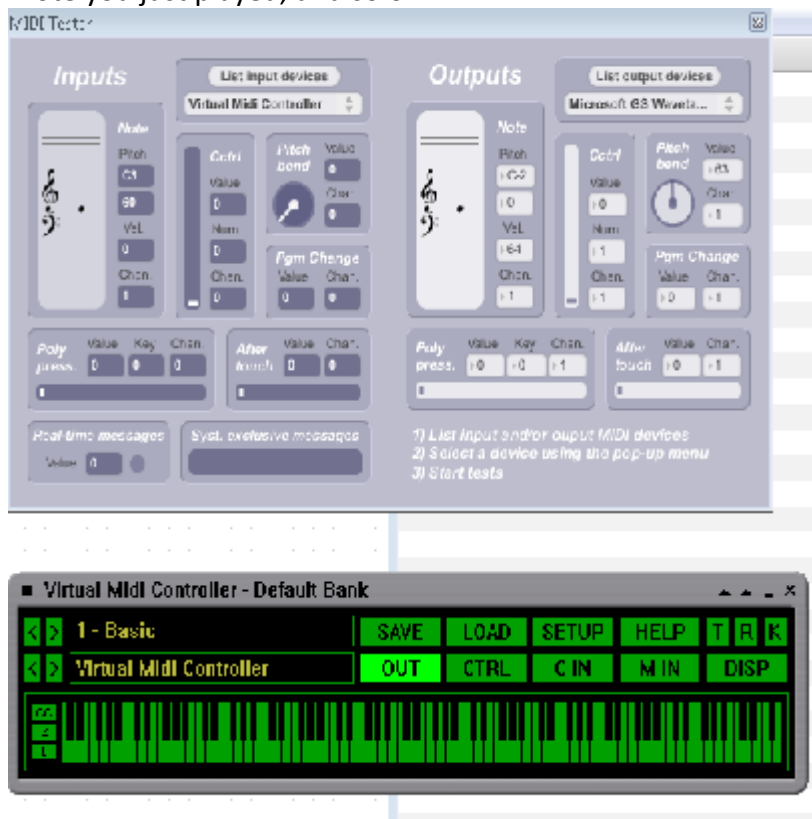 MIDI Tester
Inputs
List input devices
Virtual Midi Controller
Note
Pitch
C3
60
Vel.
0
Chan.
1
Cctrl
Value
0
Num
0
Chan.
0
Pitch bend
Value
0
Chan.
0
Pgm Change
Value Chan.
0 0
Poly press.
Value Key Chan.
0 0 0
After touch
Value Chan.
0 0
Real-time messages
Value 0
Syst. exclusive messages
Outputs
List output devices
Microsoft GS Waveta...
Note
Pitch
C-2
0
Vel.
64
Chan.
1
Cctrl
Value
0
Num
1
Chan.
1
Pitch bend
Value
63
Chan.
1
Pgm Change
Value Chan.
0 1
Poly press.
Value Key Chan.
0 0 1
After touch
Value Chan.
0 1
1) List input and/or ouput MIDI devices
2) Select a device using the pop-up menu
3) Start tests
Virtual Midi Controller - Default Bank
< > 1 - Basic SAVE LOAD SETUP HELP T R K
< > Virtual Midi Controller OUT CTRL C IN M IN DISP